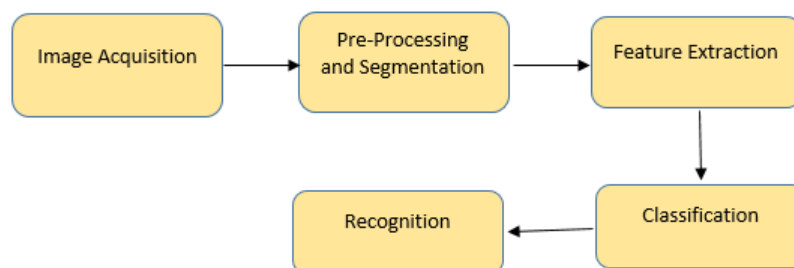 Image Acquisition
Pre-Processing
and Segmentation
Feature Extraction
Classification
Recognition